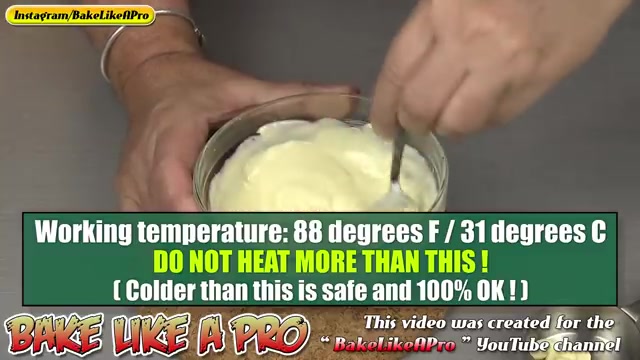 Instagram/BakeLikeAPro
Working temperature: 88 degrees F / 31 degrees C
DO NOT HEAT MORE THAN THIS !
( Colder than this is safe and 100% OK ! )
BAKE LIKE A PRO
This video was created for the
“ BakeLikeAPro ” YouTube channel